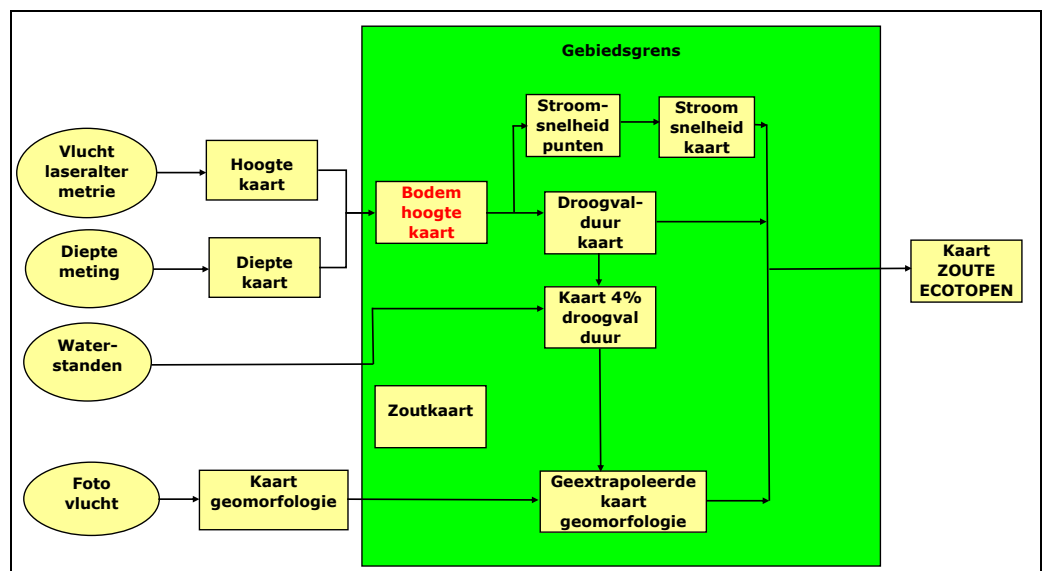 Gebiedsgrens
Vlucht
laseralter
metrie
Hoogte
kaart
Stroom-
snelheid
punten
Stroom
snelheid
kaart
Bodem
hoogte
kaart
Droogval-
duur
kaart
Diepte
meting
Diepte
kaart
Kaart
ZOUTE
ECOTOPEN
Kaart 4%
droogval
duur
Water-
standen
Zoutkaart
Foto
vlucht
Kaart
geomorfologie
Geextrapoleerde
kaart
geomorfologie